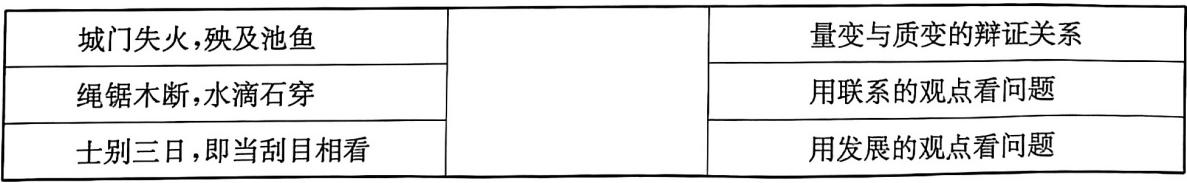 城门失火,殃及池鱼
量变与质变的辩证关系
绳锯木断,水滴石穿
用联系的观点看问题
士别三日,即当刮目相看
用发展的观点看问题